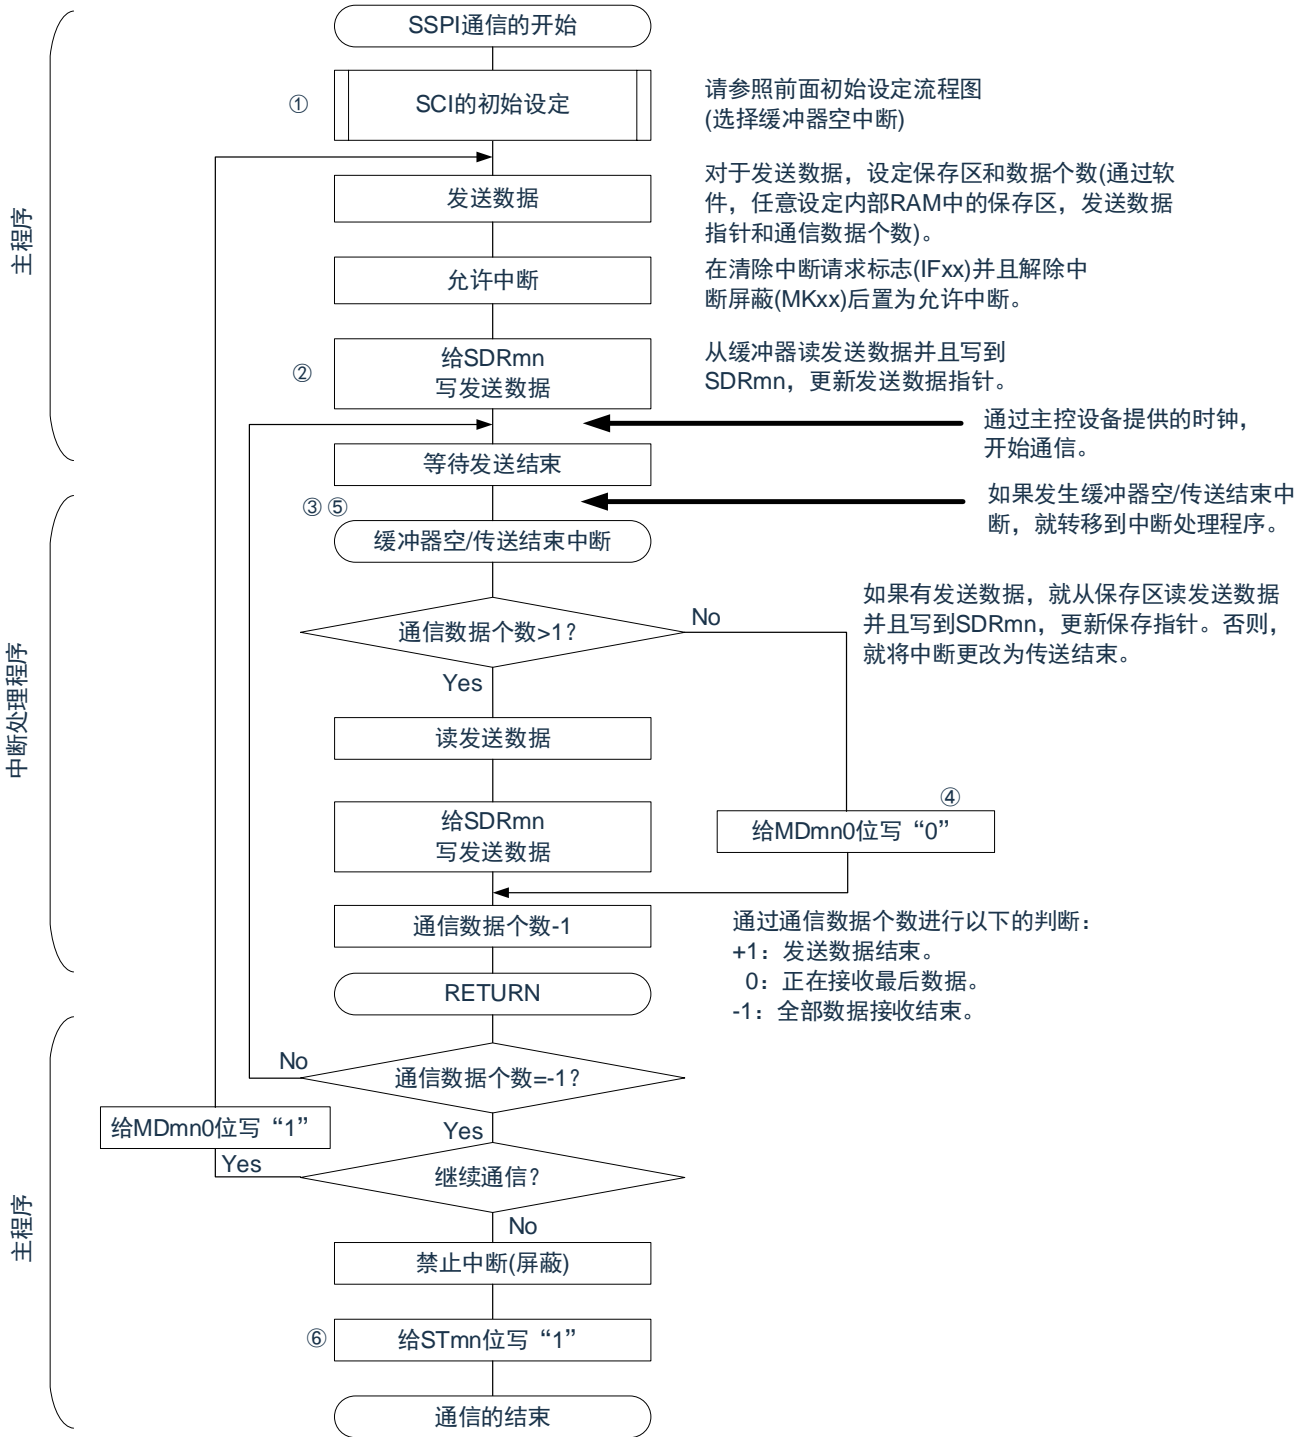 SSPI通信的开始
①
SCI的初始设定
请参照前面初始设定流程图
(选择缓冲器空中断)
发送数据
对于发送数据，设定保存区和数据个数(通过软
件，任意设定内部RAM中的保存区，发送数据
指针和通信数据个数)。
主程序
允许中断
在清除中断请求标志(IFxx)并且解除中
断屏蔽(MKxx)后置为允许中断。
②
给SDRmn
写发送数据
从缓冲器读发送数据并且写到
SDRmn，更新发送数据指针。
通过主控设备提供的时钟，
开始通信。
等待发送结束
③⑤
如果发生缓冲器空/传送结束中
断，就转移到中断处理程序。
缓冲器空/传送结束中断
通信数据个数>1？
No
如果有发送数据，就从保存区读发送数据
并且写到SDRmn，更新保存指针。否则，
就将中断更改为传送结束。
Yes
中断处理程序
读发送数据
给SDRmn
写发送数据
④
给MDmn0位写“0”
通信数据个数-1
通过通信数据个数进行以下的判断：
+1：发送数据结束。
0：正在接收最后数据。
-1：全部数据接收结束。
RETURN
No
通信数据个数=-1？
给MDmn0位写“1”
Yes
Yes
继续通信？
主程序
No
禁止中断(屏蔽)
⑥
给STmn位写“1”
通信的结束